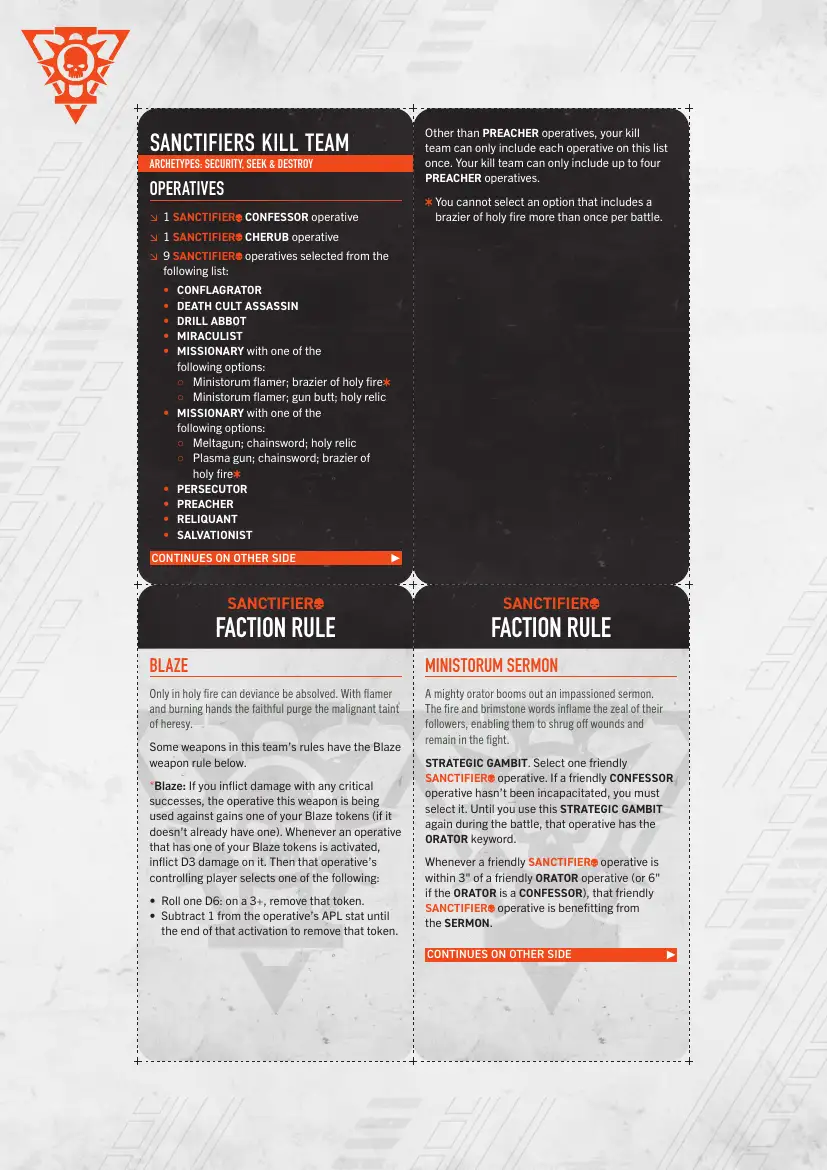 SANCTIFIERS KILL TEAM
ARCHETYPES: SECURITY, SEEK & DESTROY
OPERATIVES
↘ 1 SANCTIFIER CONFESSOR operative
↘ 1 SANCTIFIER CHERUB operative
↘ 9 SANCTIFIER operatives selected from the
following list:
• CONFLAGRATOR
• DEATH CULT ASSASSIN
• DRILL ABBOT
• MIRACULIST
• MISSIONARY with one of the
following options:
○ Ministorum flamer; brazier of holy fire*
○ Ministorum flamer; gun butt; holy relic
• MISSIONARY with one of the
following options:
○ Meltagun; chainsword; holy relic
○ Plasma gun; chainsword; brazier of
holy fire*
• PERSECUTOR
• PREACHER
• RELIQUANT
• SALVATIONIST
CONTINUES ON OTHER SIDE ▶
Other than PREACHER operatives, your kill
team can only include each operative on this list
once. Your kill team can only include up to four
PREACHER operatives.
* You cannot select an option that includes a
brazier of holy fire more than once per battle.
SANCTIFIER
FACTION RULE
BLAZE
Only in holy fire can deviance be absolved. With flamer
and burning hands the faithful purge the malignant taint
of heresy.
Some weapons in this team's rules have the Blaze
weapon rule below.
*Blaze: If you inflict damage with any critical
successes, the operative this weapon is being
used against gains one of your Blaze tokens (if it
doesn't already have one). Whenever an operative
that has one of your Blaze tokens is activated,
inflict D3 damage on it. Then that operative's
controlling player selects one of the following:
• Roll one D6: on a 3+, remove that token.
• Subtract 1 from the operative's APL stat until
the end of that activation to remove that token.
SANCTIFIER
FACTION RULE
MINISTORUM SERMON
A mighty orator booms out an impassioned sermon.
The fire and brimstone words inflame the zeal of their
followers, enabling them to shrug off wounds and
remain in the fight.
STRATEGIC GAMBIT. Select one friendly
SANCTIFIER operative. If a friendly CONFESSOR
operative hasn't been incapacitated, you must
select it. Until you use this STRATEGIC GAMBIT
again during the battle, that operative has the
ORATOR keyword.
Whenever a friendly SANCTIFIER operative is
within 3" of a friendly ORATOR operative (or 6"
if the ORATOR is a CONFESSOR), that friendly
SANCTIFIER operative is benefitting from
the SERMON.
CONTINUES ON OTHER SIDE ▶